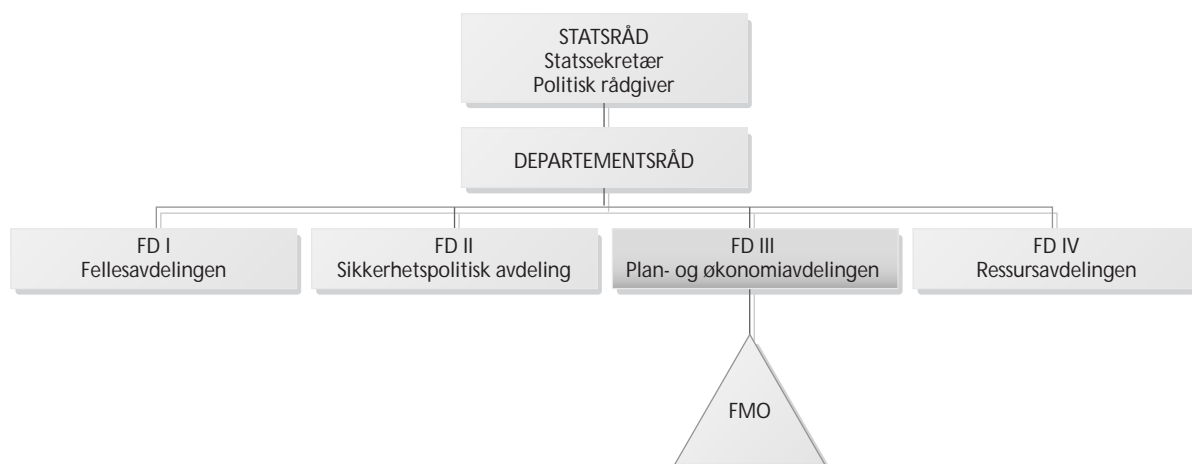 STATSRÅD
Statssekretær
Politisk rådgiver
DEPARTEMENTSRÅD
FD I
Fellesavdelingen
FD II
Sikkerhetspolitisk avdeling
FD III
Plan- og økonomiavdelingen
FD IV
Ressursavdelingen
FMO